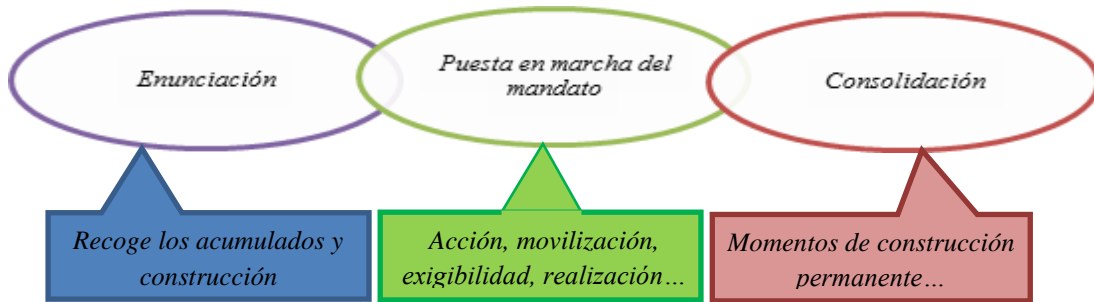 Enunciación
Puesta en marcha del
mandato
Consolidación
Recoge los acumulados y
construcción
Acción, movilización,
exigibilidad, realización…
Momentos de construcción
permanente…